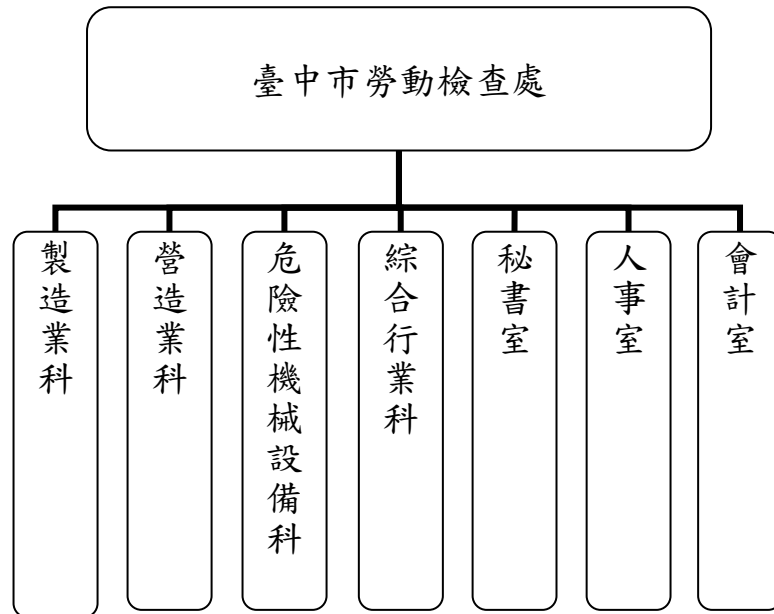 臺中市勞動檢查處
製造業科
營造業科
危險性機械設備科
綜合行業科
秘書室
人事室
會計室